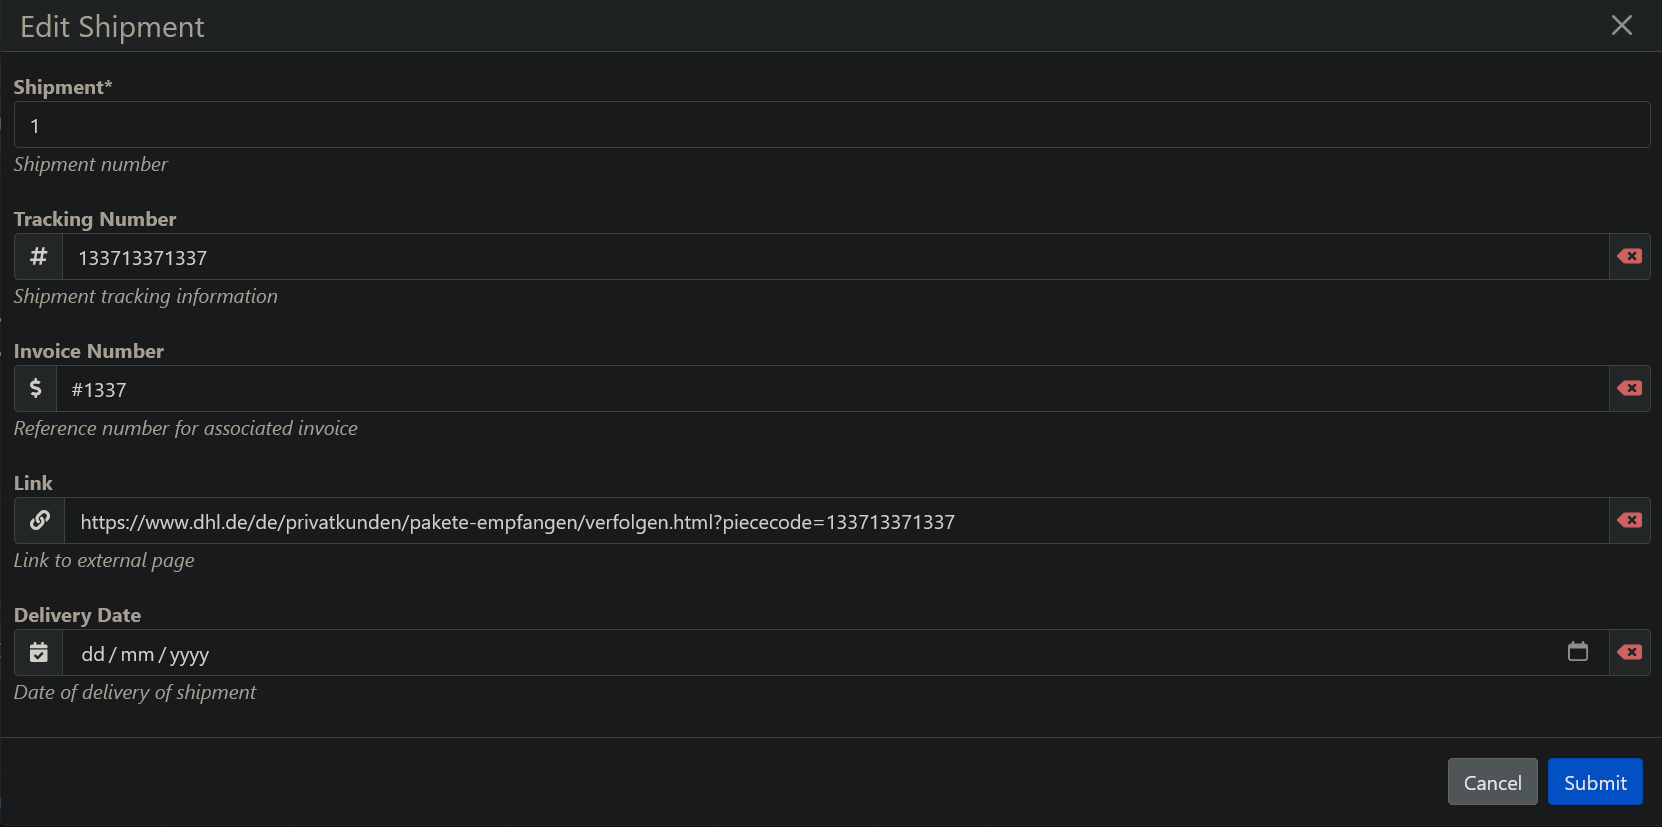 Edit Shipment
Shipment*
1
Shipment number
Tracking Number
# 133713371337
Shipment tracking information
Invoice Number
$ #1337
Reference number for associated invoice
Link
https://www.dhl.de/de/privatkunden/pakete-empfangen/verfolgen.html?piececode=133713371337
Link to external page
Delivery Date
dd / mm / yyyy
Date of delivery of shipment
Cancel Submit